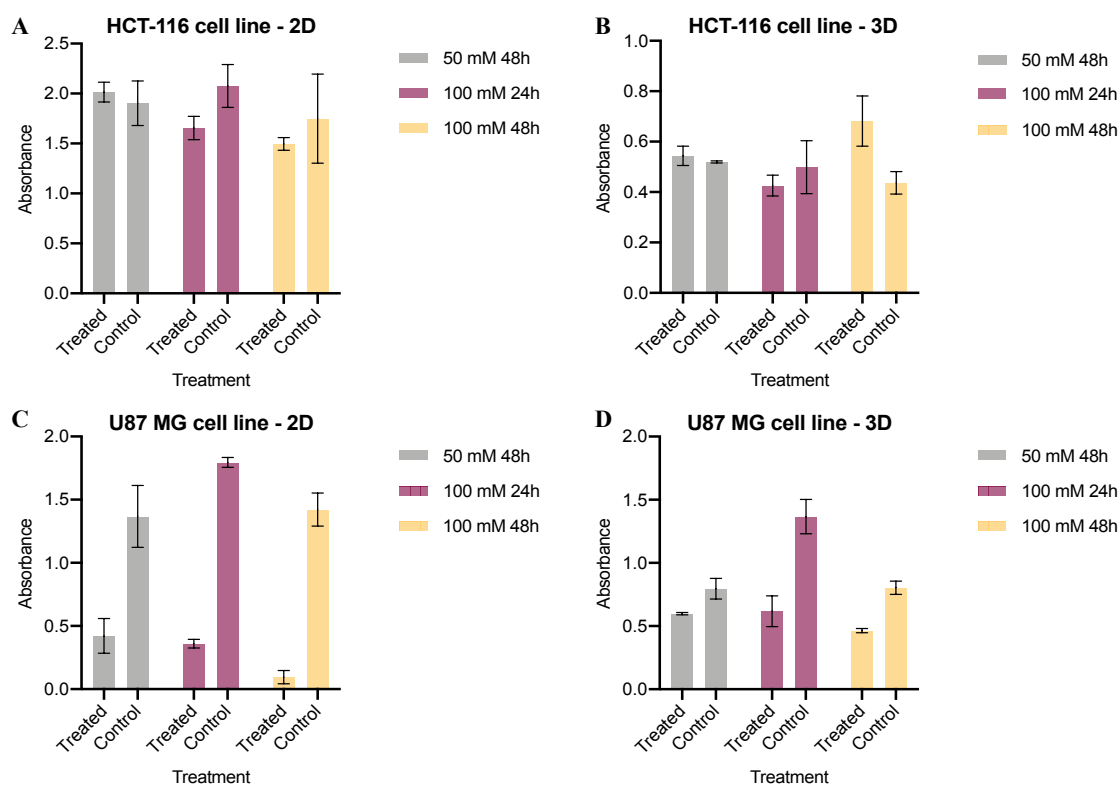 A
HCT-116 cell line - 2D
2.5
2.0
1.5
1.0
0.5
0.0
Absorbance
Treated
Control
Treated
Control
Treated
Control
Treatment
50 mM 48h
100 mM 24h
100 mM 48h
B
HCT-116 cell line - 3D
1.0
0.8
0.6
0.4
0.2
0.0
Absorbance
Treated
Control
Treated
Control
Treated
Control
Treatment
50 mM 48h
100 mM 24h
100 mM 48h
C
U87 MG cell line - 2D
2.0
1.5
1.0
0.5
0.0
Absorbance
Treated
Control
Treated
Control
Treated
Control
Treatment
50 mM 48h
100 mM 24h
100 mM 48h
D
U87 MG cell line - 3D
2.0
1.5
1.0
0.5
0.0
Absorbance
Treated
Control
Treated
Control
Treated
Control
Treatment
50 mM 48h
100 mM 24h
100 mM 48h